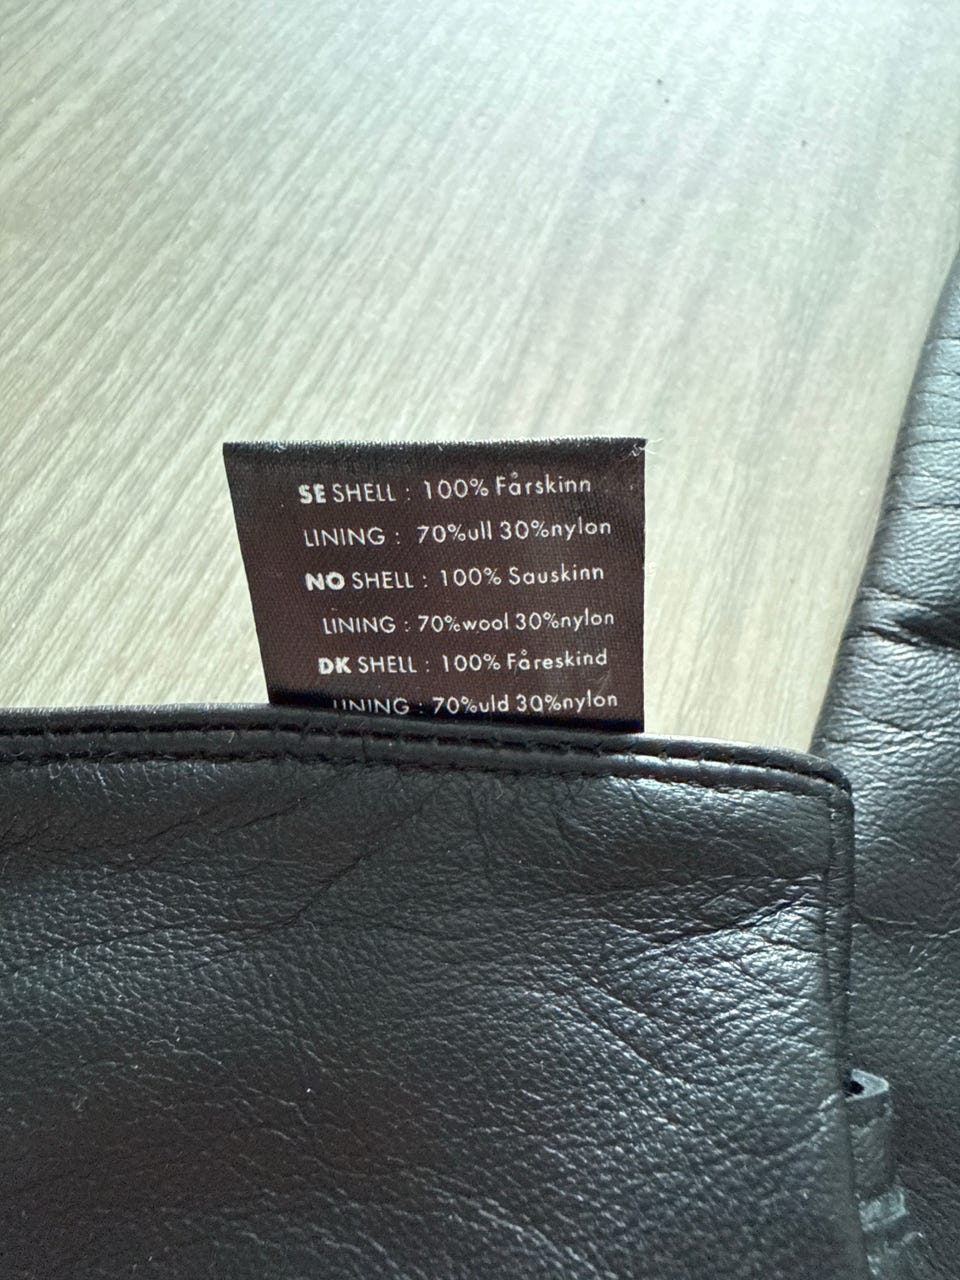 SE SHELL : 100% Fårskinn
LINING : 70%ull 30%nylon
NO SHELL : 100% Sauskinn
LINING : 70%wool 30%nylon
DK SHELL : 100% Fåreskind
LINING : 70%uld 30%nylon